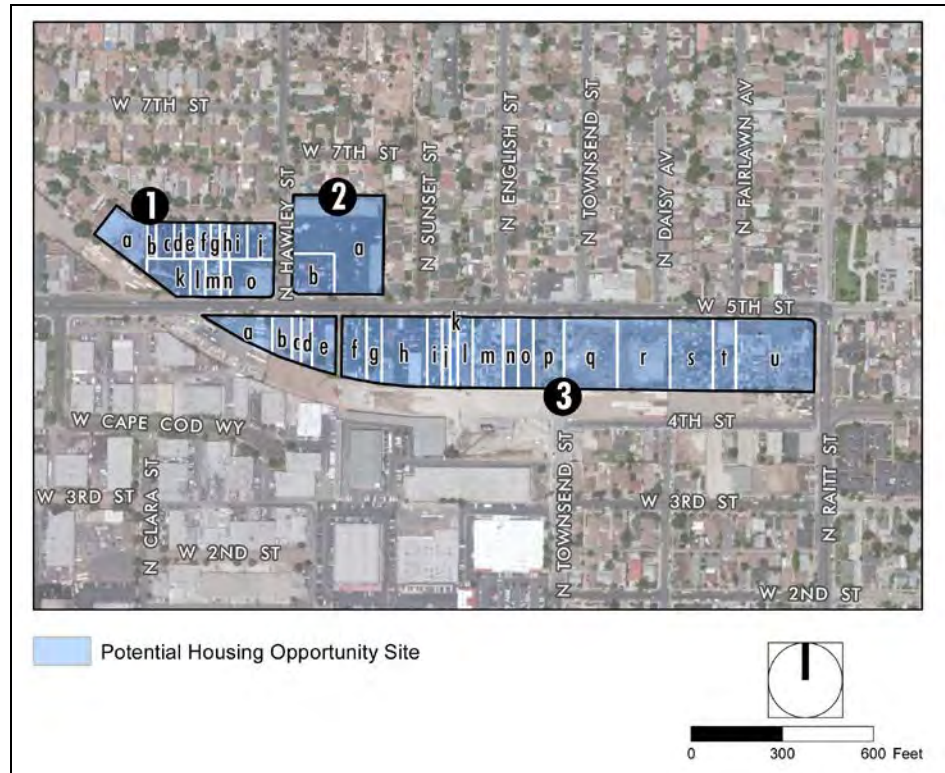 W 7TH ST
W 7TH ST
N HAWLEY ST
N SUNSET ST
N ENGLISH ST
N TOWNSEND ST
N DAISY AV
N FAIRLAWN AV
1
2
a b c d e f g h i j
k l m n o
a
b
W 5TH ST
k
a b c d e f g h i j l m n o p q r s t u
3
W CAPE COD WY
4TH ST
N RAITT ST
W 3RD ST
N CLARA ST
W 2ND ST
N TOWNSEND ST
W 3RD ST
W 2ND ST
Potential Housing Opportunity Site
0 300 600 Feet